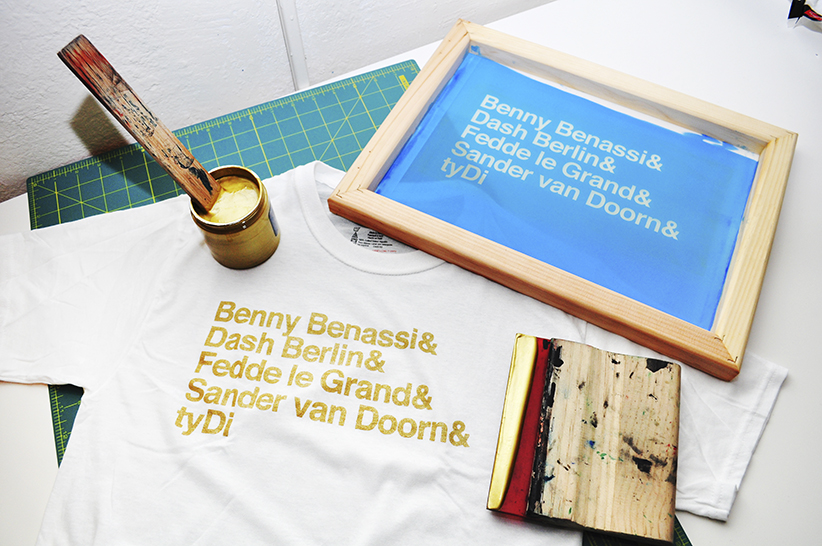 Benny Benassi&
Dash Berlin&
Fedde le Grand&
Sander van Doorn&
tyDi
Benny Benassi&
Dash Berlin&
Fedde le Grand&
Sander van Doorn&
tyDi